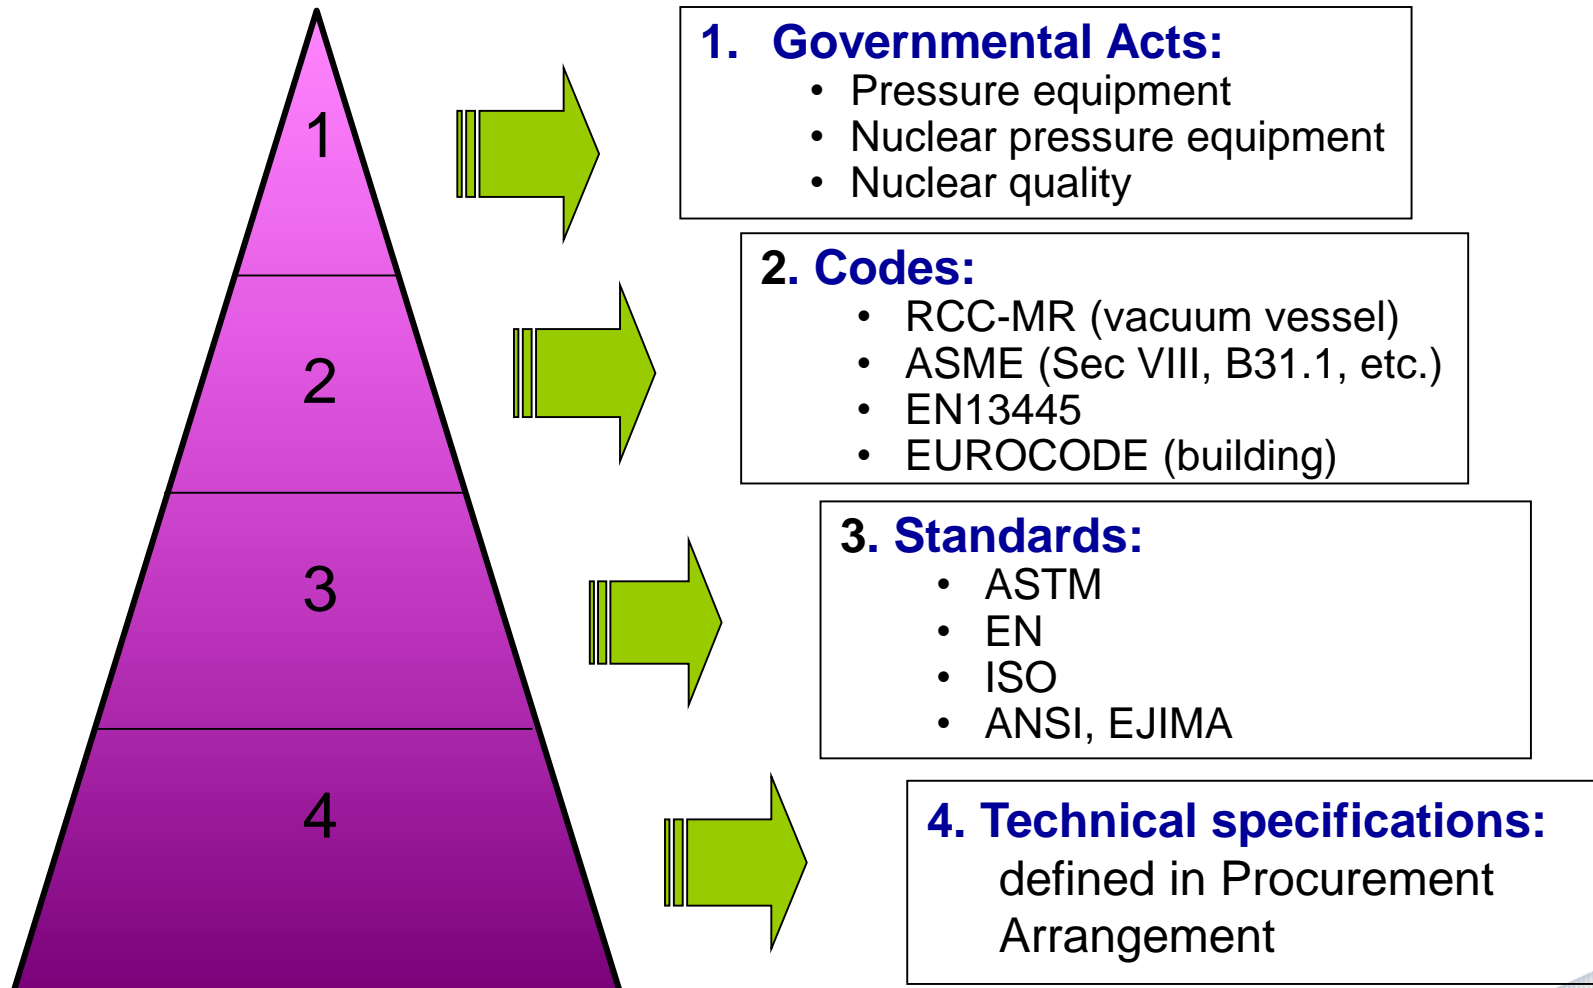 1
2
3
4
1. Governmental Acts:
• Pressure equipment
• Nuclear pressure equipment
• Nuclear quality
2. Codes:
• RCC-MR (vacuum vessel)
• ASME (Sec VIII, B31.1, etc.)
• EN13445
• EUROCODE (building)
3. Standards:
• ASTM
• EN
• ISO
• ANSI, EJIMA
4. Technical specifications:
defined in Procurement
Arrangement